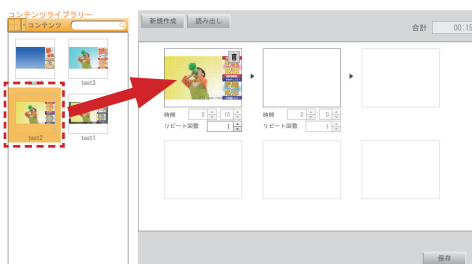 コンテンツライブラリー
コンテンツ
test3
test2
test1
新規作成
読み出し
合計
00:15
時間
0
15
リピート回数
1
時間
0
0
リピート回数
1
保存